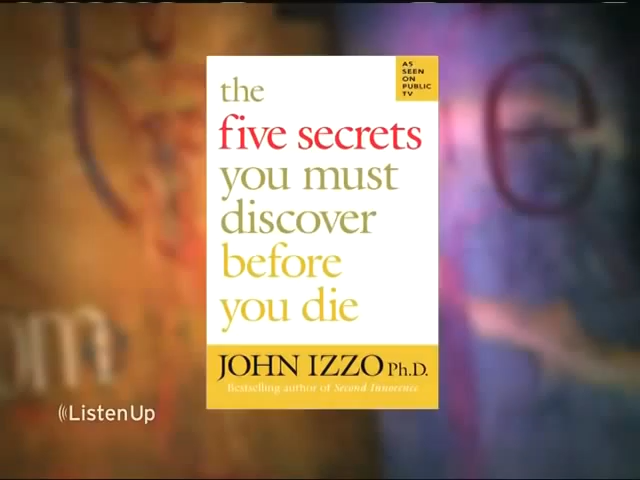 AS
SEEN
ON
PUBLIC
TV
the
five secrets
you must
discover
before
you die
JOHN IZZO Ph.D.
Bestselling author of Second Innocence
ListenUp
e
om